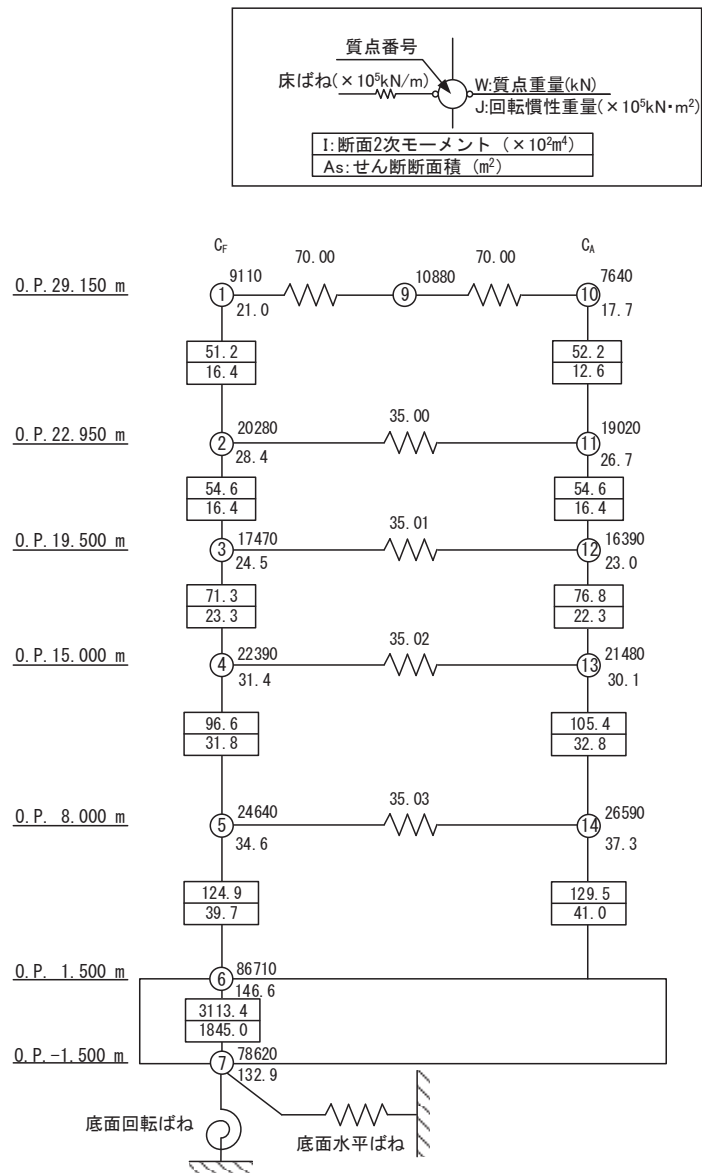 質点番号
床ばね(×10⁵kN/m)
W:質点重量(kN)
J:回転慣性重量(×10⁵kN・m²)
I:断面2次モーメント (×10²m⁴)
As:せん断断面積 (m²)
C_F 70.00 70.00 C_A
O.P. 29.150 m ① 9110 ⑨ 10880 ⑩ 7640
21.0 17.7
51.2 52.2
16.4 12.6
35.00
O.P. 22.950 m ② 20280 ⑪ 19020
28.4 26.7
54.6 54.6
16.4 16.4
35.01
O.P. 19.500 m ③ 17470 ⑫ 16390
24.5 23.0
71.3 76.8
23.3 22.3
35.02
O.P. 15.000 m ④ 22390 ⑬ 21480
31.4 30.1
96.6 105.4
31.8 32.8
35.03
O.P. 8.000 m ⑤ 24640 ⑭ 26590
34.6 37.3
124.9 129.5
39.7 41.0
O.P. 1.500 m ⑥ 86710
146.6
3113.4
1845.0
O.P. -1.500 m ⑦ 78620
132.9
底面回転ばね
底面水平ばね